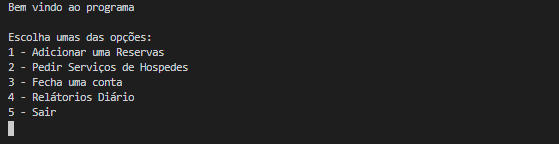 Bem vindo ao programa
Escolha umas das opções:
1 - Adicionar uma Reservas
2 - Pedir Serviços de Hospedes
3 - Fecha uma conta
4 - Relátorios Diário
5 - Sair